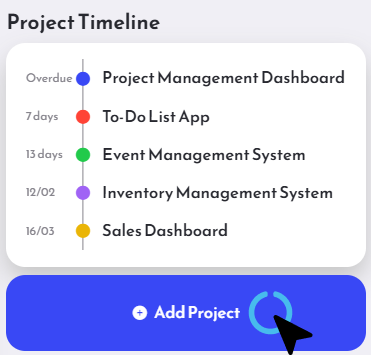 Project Timeline
Overdue Project Management Dashboard
7 days To-Do List App
13 days Event Management System
12/02 Inventory Management System
16/03 Sales Dashboard
Add Project